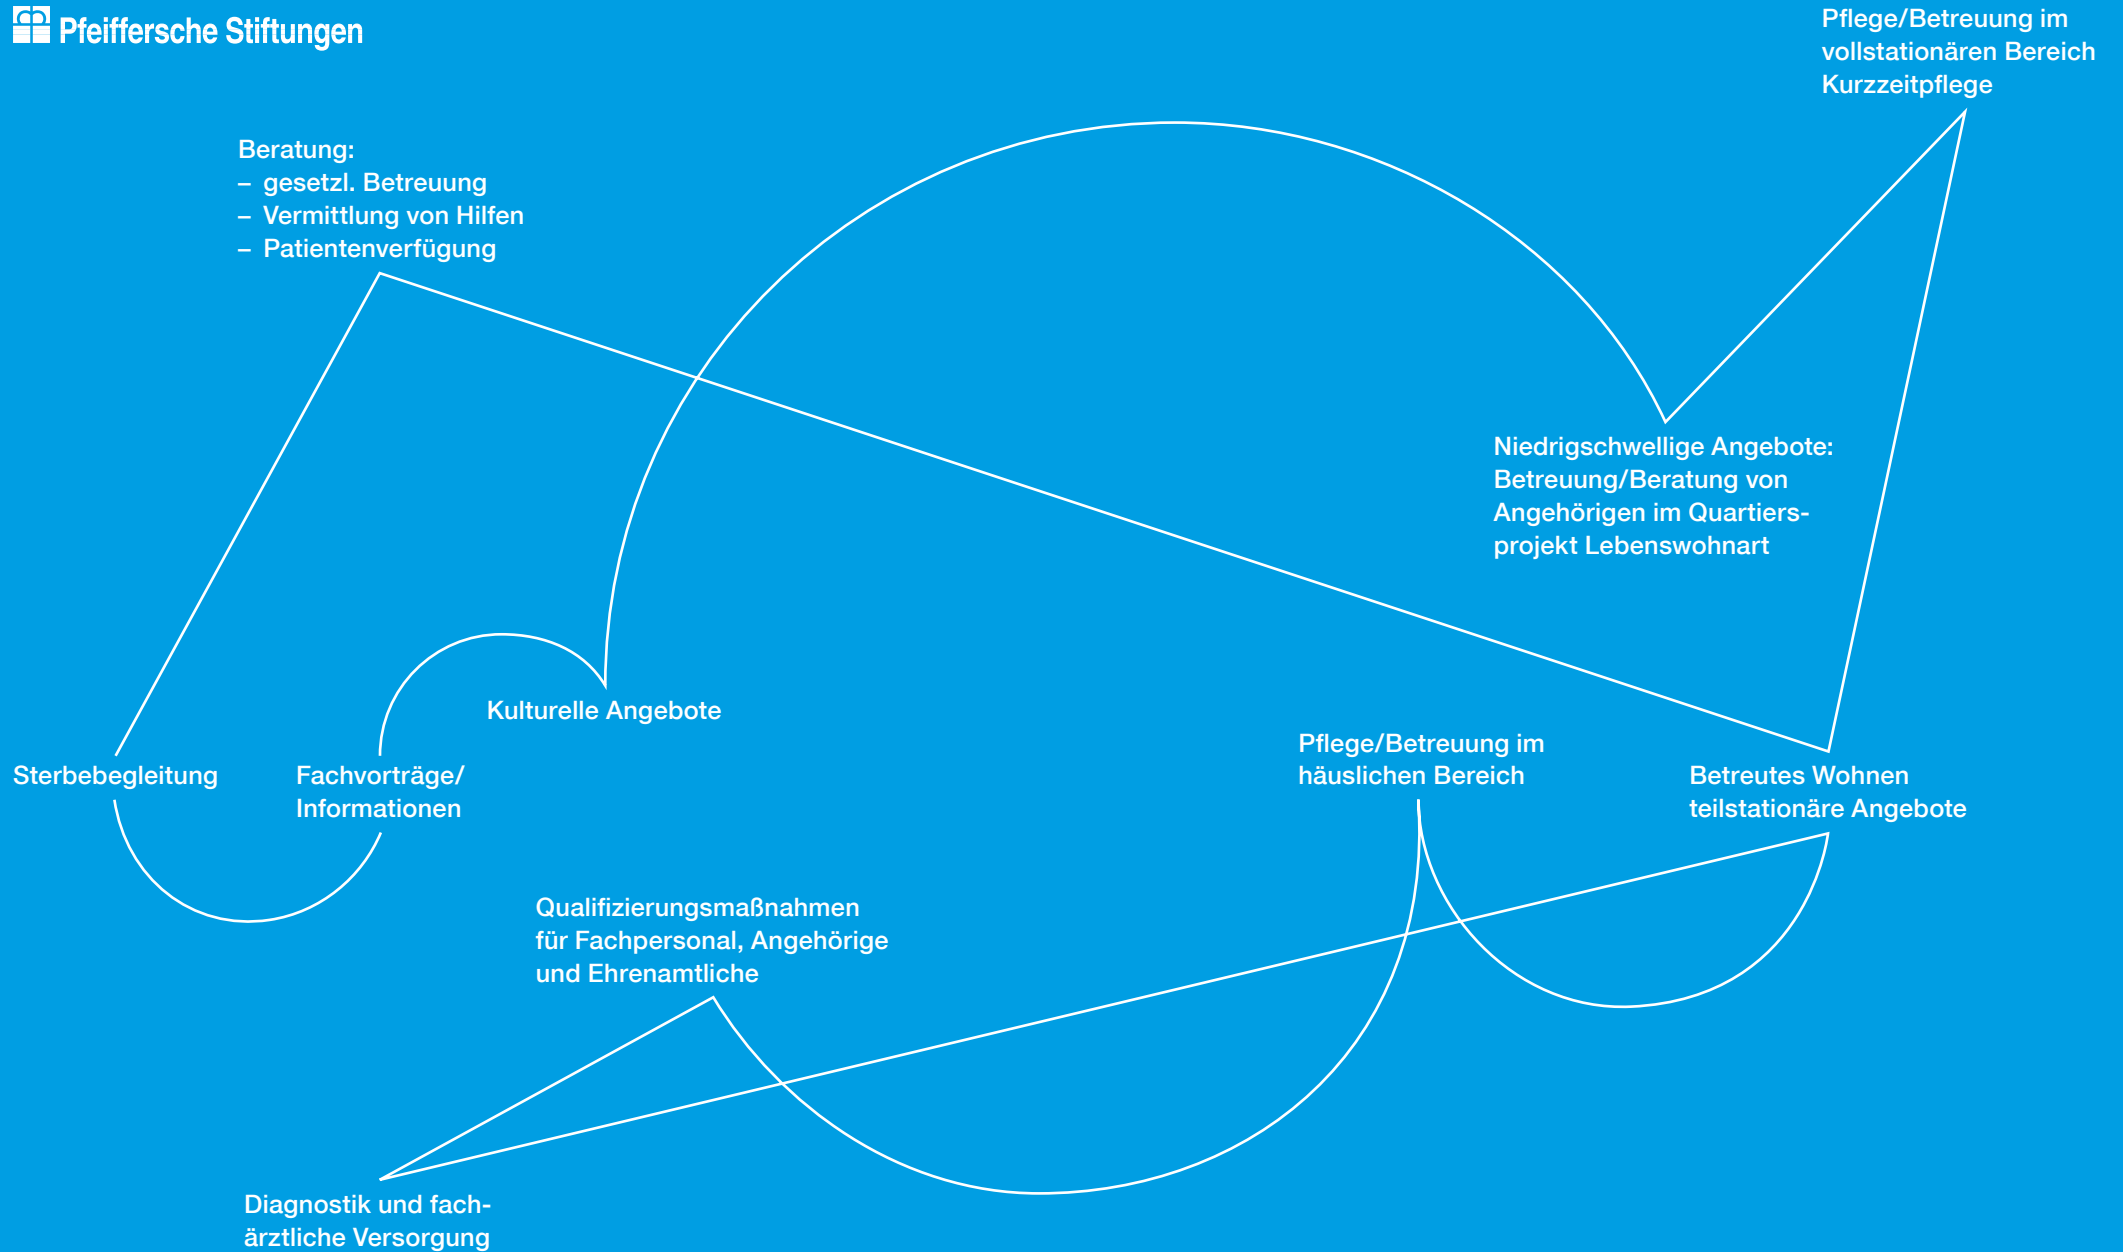 Pfeiffersche Stiftungen
Pflege/Betreuung im
vollstationären Bereich
Kurzzeitpflege
Beratung:
– gesetzl. Betreuung
– Vermittlung von Hilfen
– Patientenverfügung
Niedrigschwellige Angebote:
Betreuung/Beratung von
Angehörigen im Quartiers-
projekt Lebenswohnart
Kulturelle Angebote
Sterbebegleitung
Fachvorträge/
Informationen
Pflege/Betreuung im
häuslichen Bereich
Betreutes Wohnen
teilstationäre Angebote
Qualifizierungsmaßnahmen
für Fachpersonal, Angehörige
und Ehrenamtliche
Diagnostik und fach-
ärztliche Versorgung